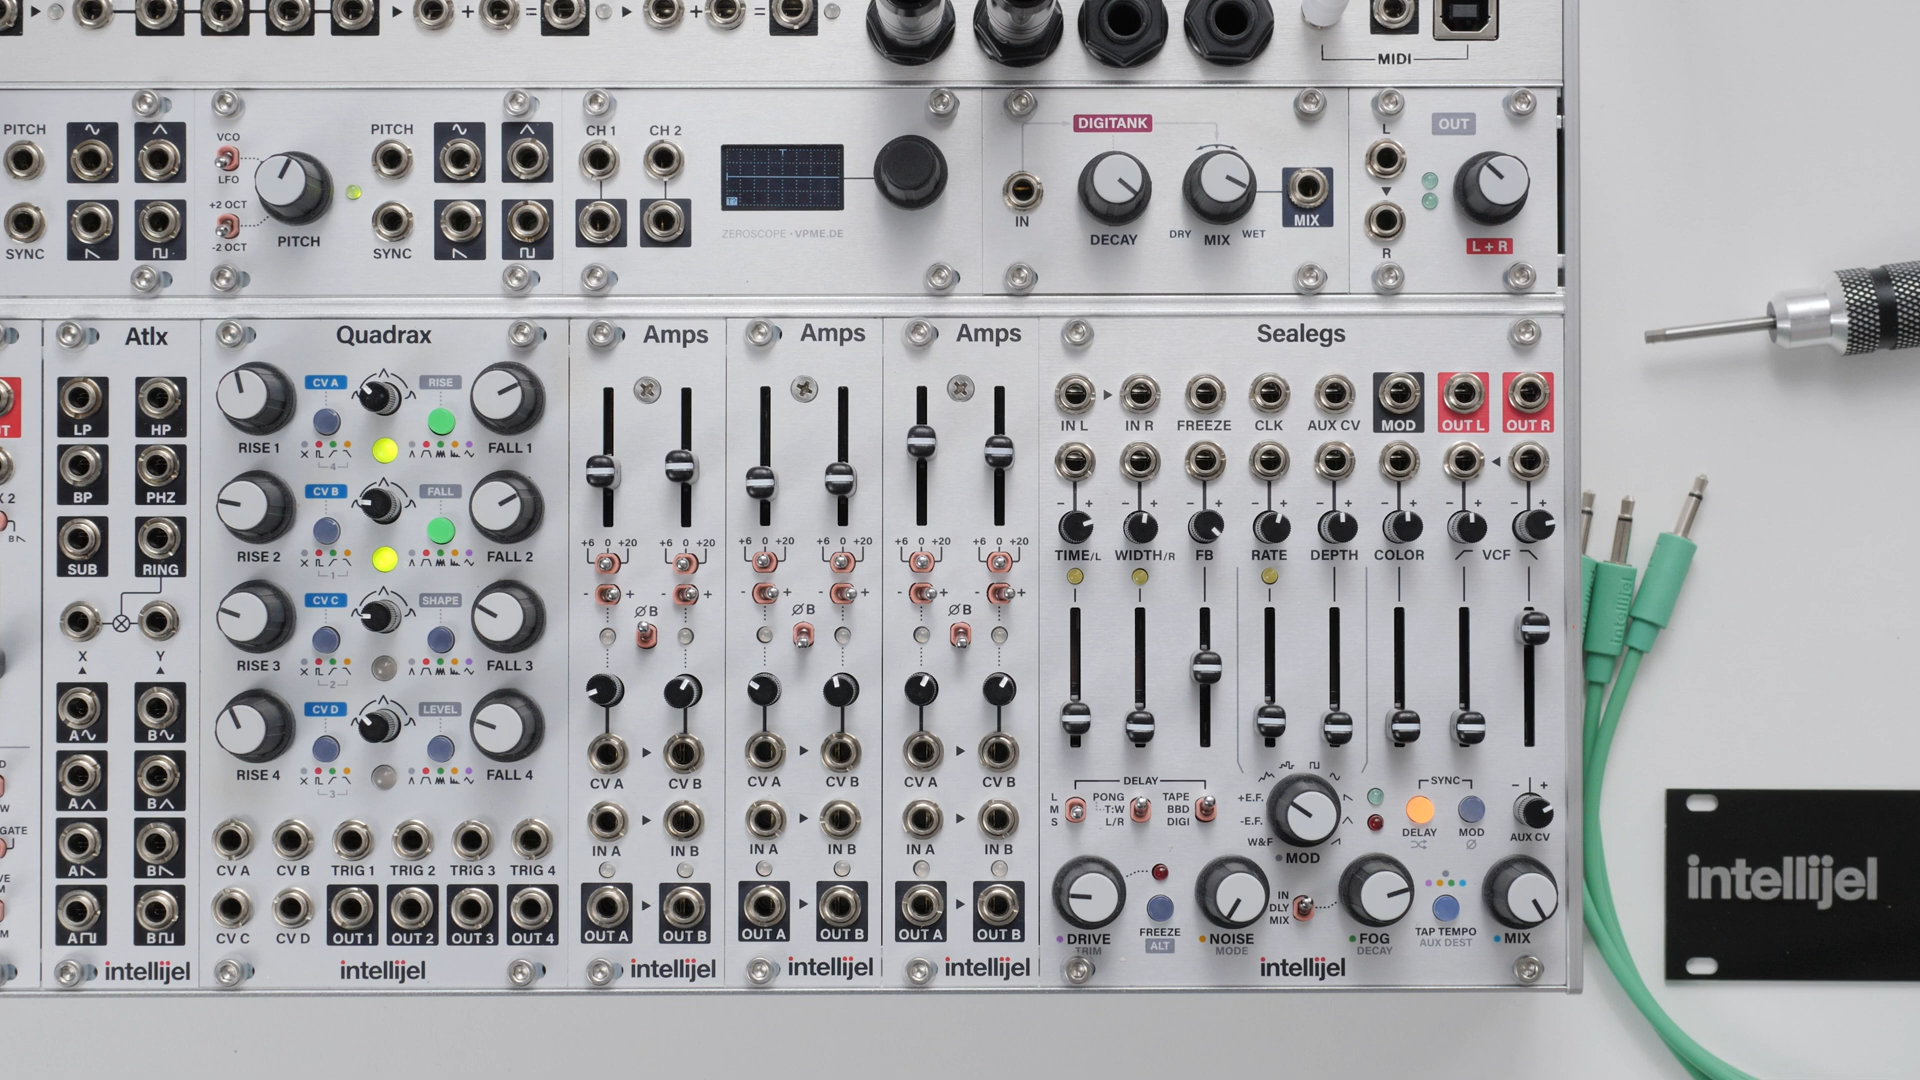 + = + =
MIDI
PITCH
SYNC
VCO
LFO
+2 OCT
-2 OCT
PITCH
PITCH
SYNC
CH 1 CH 2
ZEROSCOPE · VPME.DE
DIGITANK
IN
DECAY
DRY MIX WET
MIX
L
R
OUT
L + R
Atlx
LP HP
BP PHZ
SUB RING
X Y
A B
A B
A B
A B
intellijel
Quadrax
CV A RISE
RISE 1 FALL 1
4
CV B FALL
RISE 2 FALL 2
1
CV C SHAPE
RISE 3 FALL 3
2
CV D LEVEL
RISE 4 FALL 4
3
CV A CV B TRIG 1 TRIG 2 TRIG 3 TRIG 4
CV C CV D OUT 1 OUT 2 OUT 3 OUT 4
intellijel
Amps
+6 0 +20 +6 0 +20
- + - +
Ø B
CV A CV B
IN A IN B
OUT A OUT B
intellijel
Amps
+6 0 +20 +6 0 +20
- + - +
Ø B
CV A CV B
IN A IN B
OUT A OUT B
intellijel
Amps
+6 0 +20 +6 0 +20
- + - +
Ø B
CV A CV B
IN A IN B
OUT A OUT B
intellijel
Sealegs
IN L IN R FREEZE CLK AUX CV MOD OUT L OUT R
- + - + - + - + - + - + - + - +
TIME/L WIDTH/R FB RATE DEPTH COLOR VCF
DELAY
L
M
S
PONG
T:W
L/R
TAPE
BBD
DIGI
+E.F.
-E.F.
W&F
MOD
SYNC
DELAY MOD
Ø
- +
AUX CV
DRIVE
TRIM
FREEZE
ALT
NOISE
MODE
IN
DLY
MIX
FOG
DECAY
TAP TEMPO
AUX DEST
MIX
intellijel
intellijel
intellijel